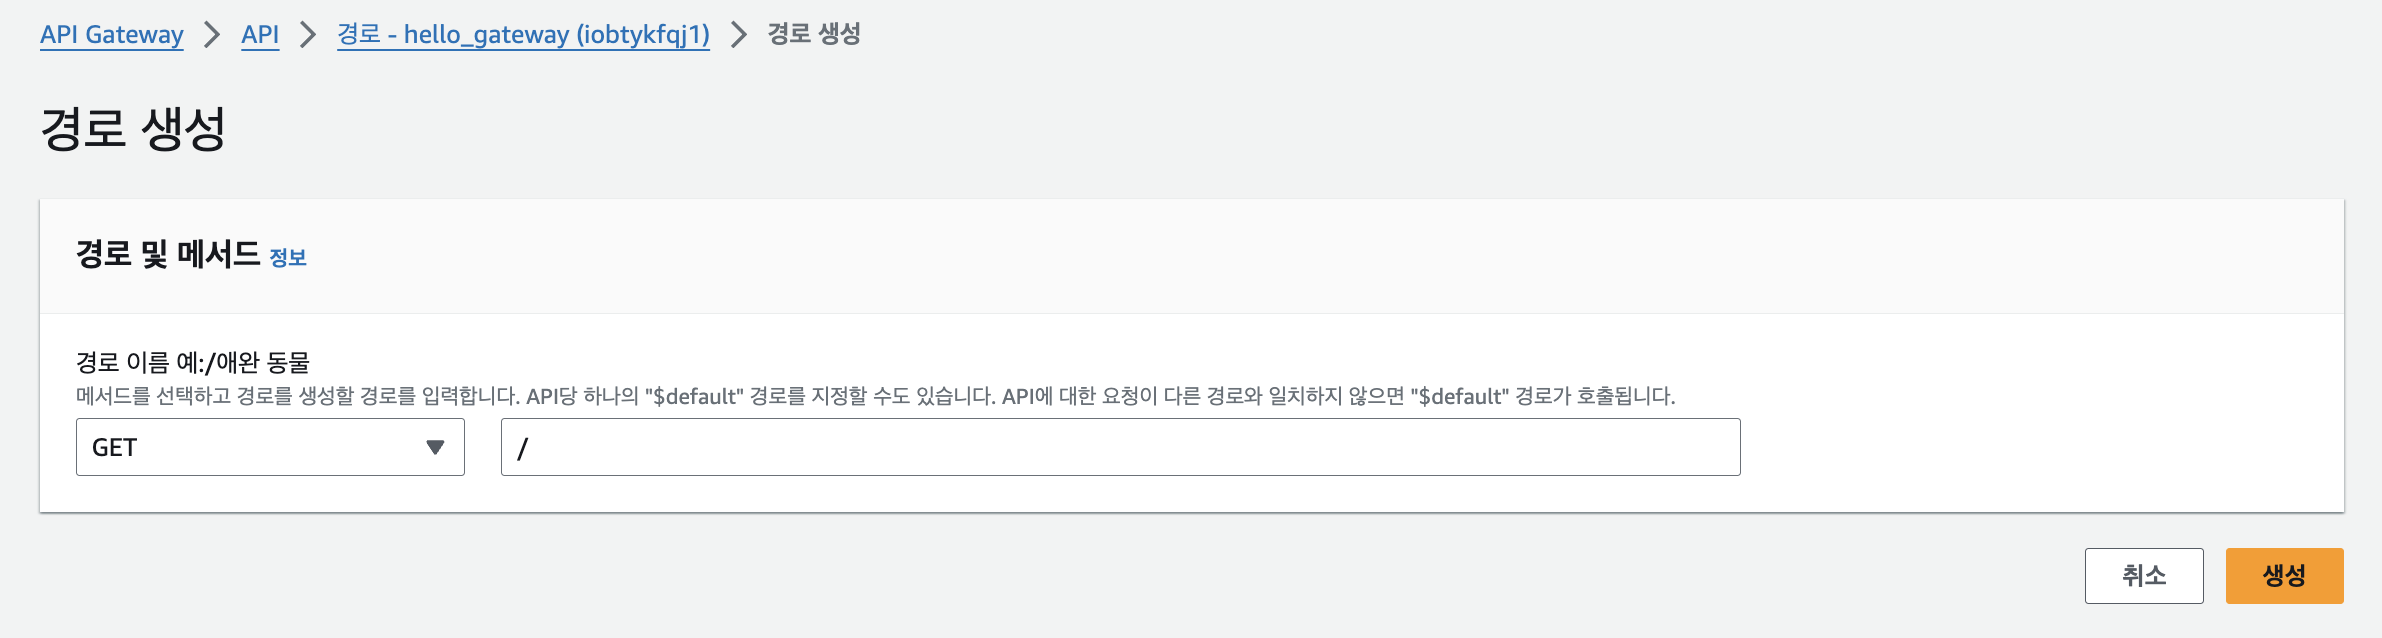 API Gateway > API > 경로 - hello_gateway (iobtykfqj1) > 경로 생성
경로 생성
경로 및 메서드 정보
경로 이름 예:/애완 동물
메서드를 선택하고 경로를 생성할 경로를 입력합니다. API당 하나의 "$default" 경로를 지정할 수도 있습니다. API에 대한 요청이 다른 경로와 일치하지 않으면 "$default" 경로가 호출됩니다.
GET /
취소 생성